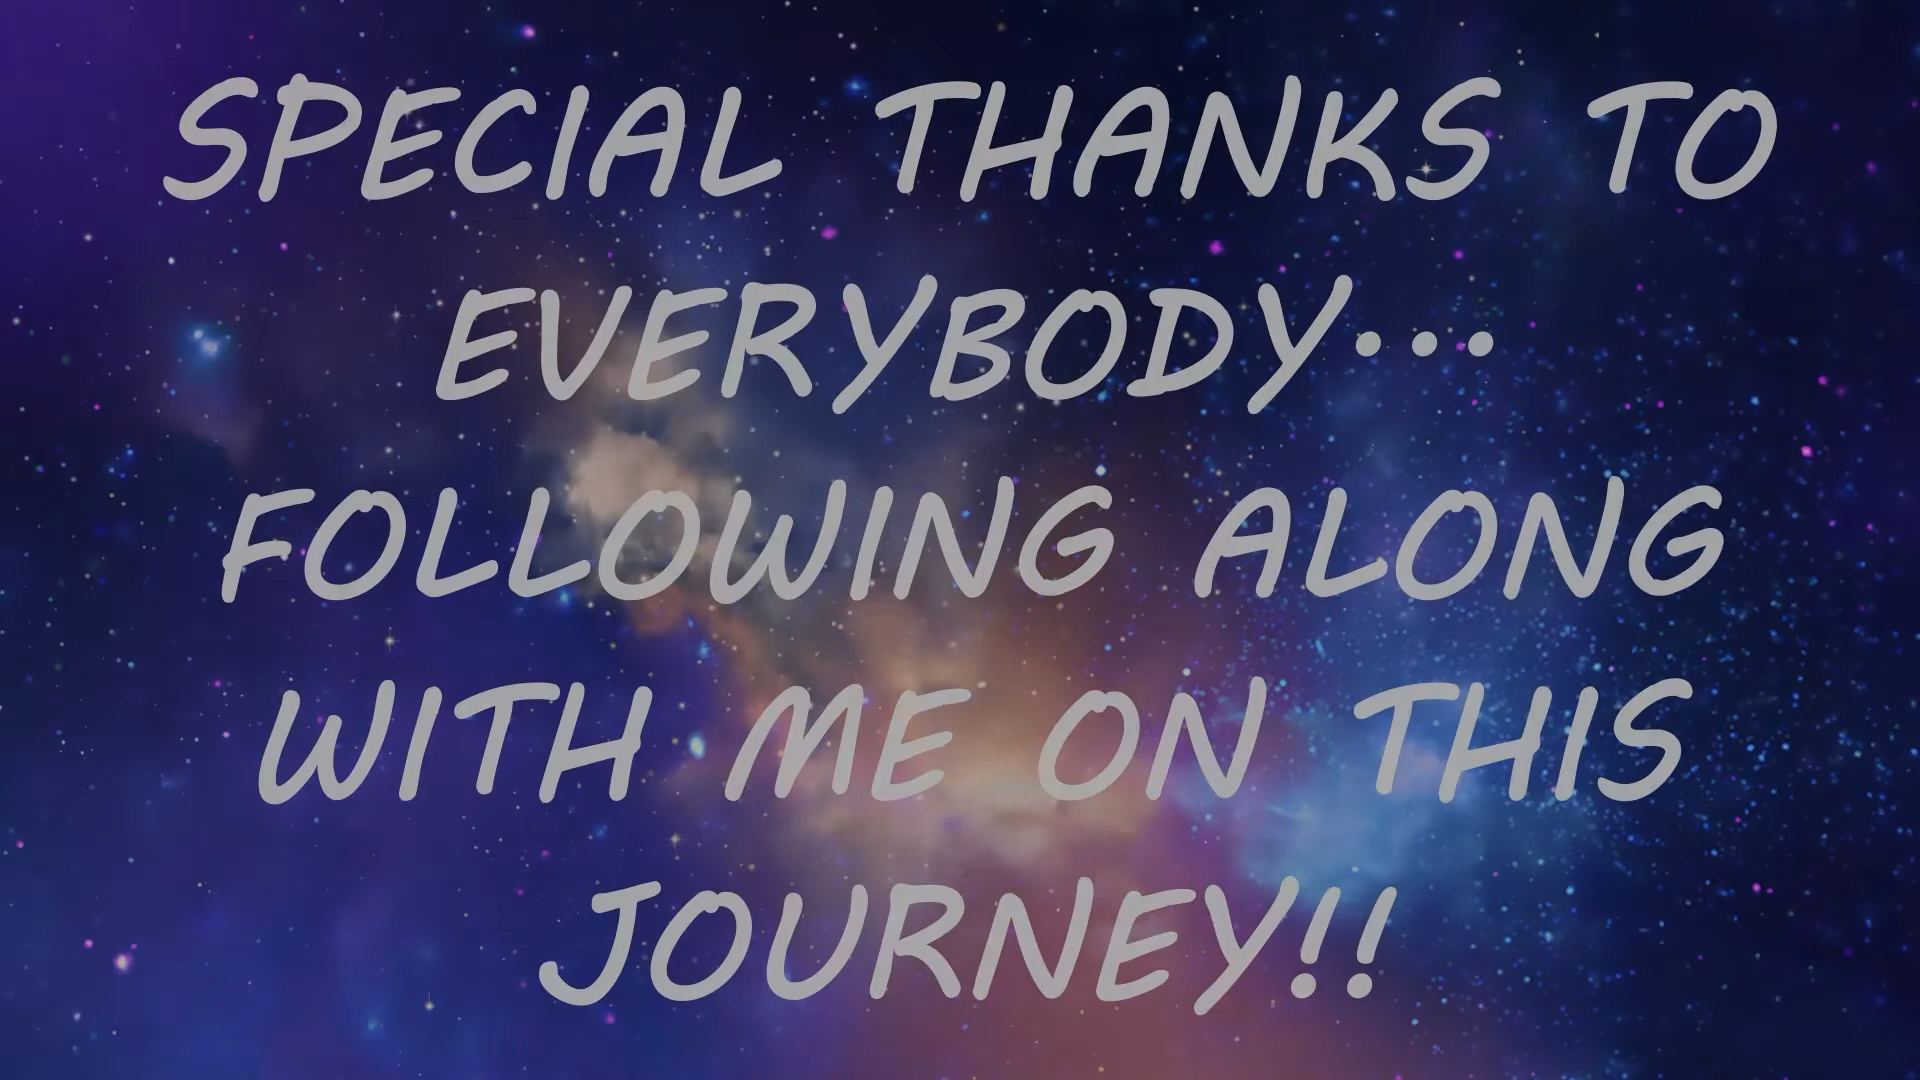 SPECIAL THANKS TO
EVERYBODY...
FOLLOWING ALONG
WITH ME ON THIS
JOURNEY!!